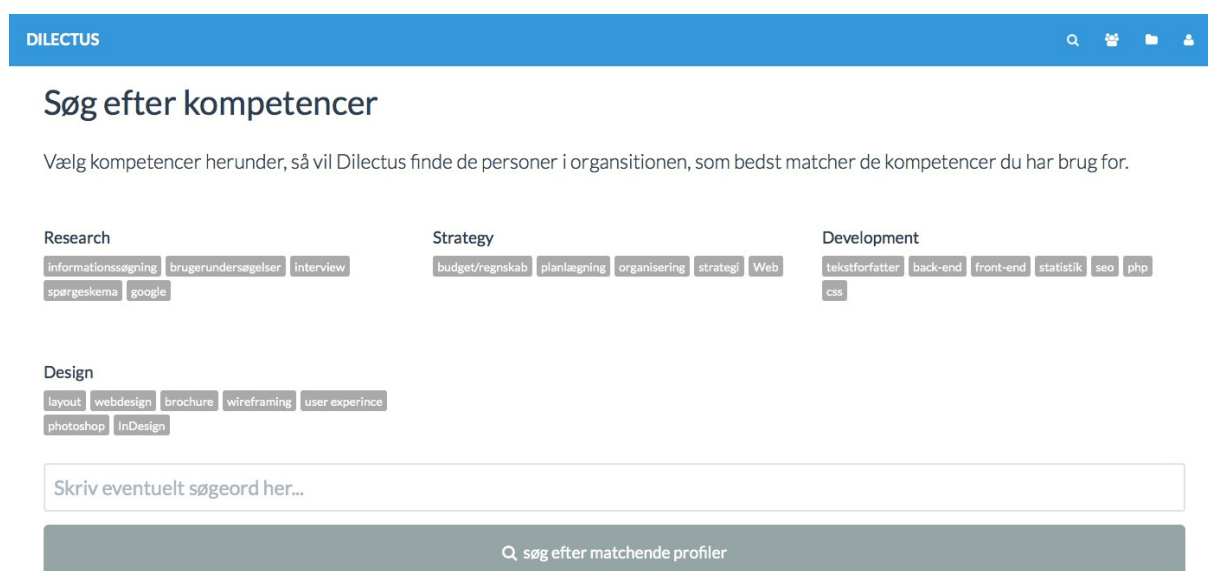 DILECTUS
Søg efter kompetencer
Vælg kompetencer herunder, så vil Dilectus finde de personer i organsitionen, som bedst matcher de kompetencer du har brug for.
Research
informationssøgning brugerundersøgelser interview
spørgeskema google
Strategy
budget/regnskab planlægning organisering strategi Web
Development
tekstforfatter back-end front-end statistik seo php
css
Design
layout webdesign brochure wireframing user experince
photoshop InDesign
Skriv eventuelt søgeord her...
søg efter matchende profiler